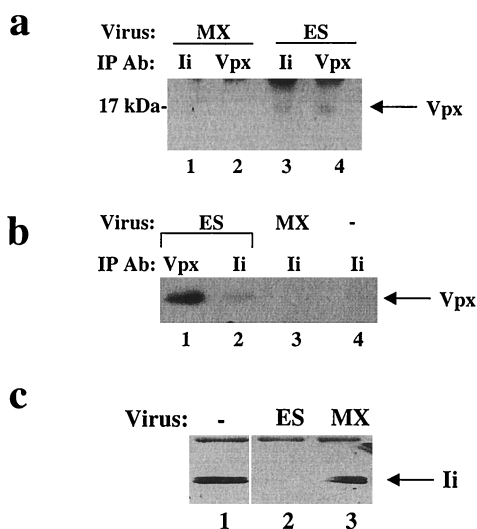 a
Virus: MX ES
IP Ab: Ii Vpx Ii Vpx
17 kDa- Vpx
1 2 3 4
b
Virus: ES MX -
IP Ab: Vpx Ii Ii Ii
Vpx
1 2 3 4
c
Virus: - ES MX
Ii
1 2 3